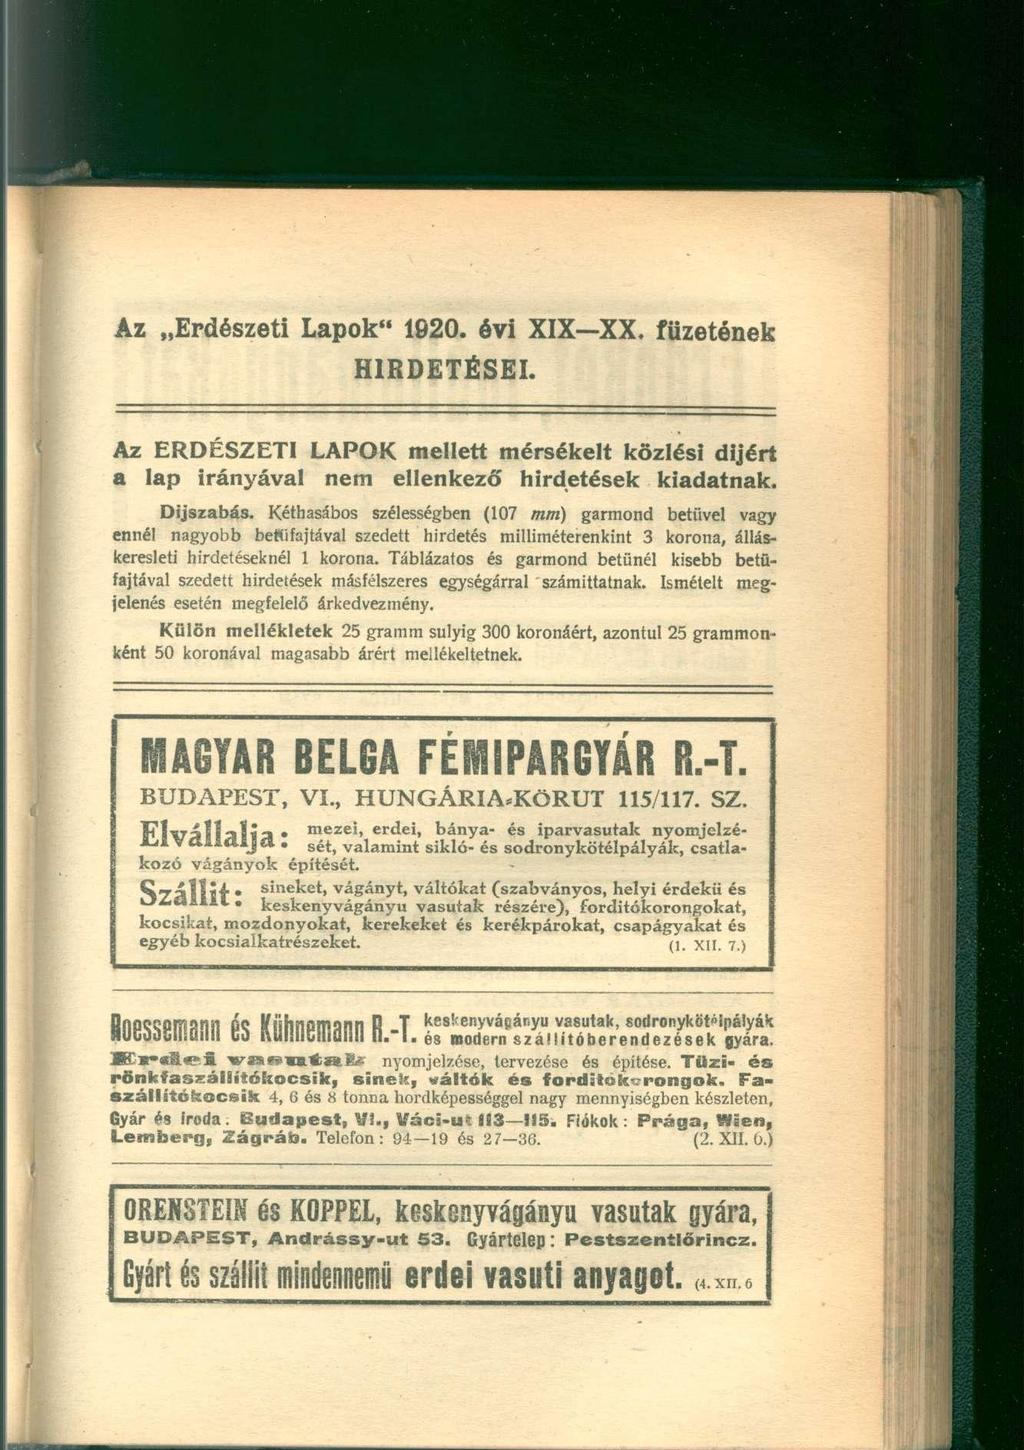 Az „Erdészeti Lapok“ 1920. évi XIX—XX. füzetének
HIRDETÉSEI.
Az ERDÉSZETI LAPOK mellett mérsékelt közlési dijért
a lap irányával nem ellenkező hirdetések kiadatnak.
Dijszabás. Kéthasábos szélességben (107 mm) garmond betüvel vagy
ennél nagyobb betüfajtával szedett hirdetés milliméterenkint 3 korona, állás-
keresleti hirdetéseknél 1 korona. Táblázatos és garmond betünél kisebb betü-
fajtával szedett hirdetések másfélszeres egységárral számittatnak. Ismételt meg-
jelenés esetén megfelelő árkedvezmény.
Külön mellékletek 25 gramm sulyig 300 koronáért, azontul 25 grammon-
ként 50 koronával magasabb árért mellékeltetnek.
MAGYAR BELGA FÉMIPARGYÁR R.-T.
BUDAPEST, VI., HUNGÁRIA-KÖRUT 115/117. SZ.
Elvállalja: mezei, erdei, bánya- és iparvasutak nyomjelzé-
sét, valamint sikló- és sodronykötélpályák, csatla-
kozó vágányok építését.
Szállit: sineket, vágányt, váltókat (szabványos, helyi érdekü és
keskenyvágányu vasutak részére), forditókorongokat,
kocsikat, mozdonyokat, kerekeket és kerékpárokat, csapágyakat és
egyéb kocsialkatrészeket. (1. XII. 7.)
Roessemann és Kühnemann R.-T. keskenyvágányu vasutak, sodronykötélpályák
és modern szállítóberendezések gyára.
Erdei vasutak nyomjelzése, tervezése és építése. Tüzi- és
rönkfaszállítókocsik, sinek, váltók és forditókorongok. Fa-
szállítókocsik 4, 6 és 8 tonna hordképességgel nagy mennyiségben készleten,
Gyár és iroda: Budapest, VI., Váci-ut 113—115. Fiókok: Prága, Wien,
Lemberg, Zágráb. Telefon: 94—19 és 27—36. (2. XII. 6.)
ORENSTEIN és KOPPEL, keskenyvágányu vasutak gyára,
BUDAPEST, Andrássy-ut 53. Gyártelep: Pestszentlőrincz.
Gyárt és szállit mindennemü erdei vasuti anyagot. (4. XII. 6